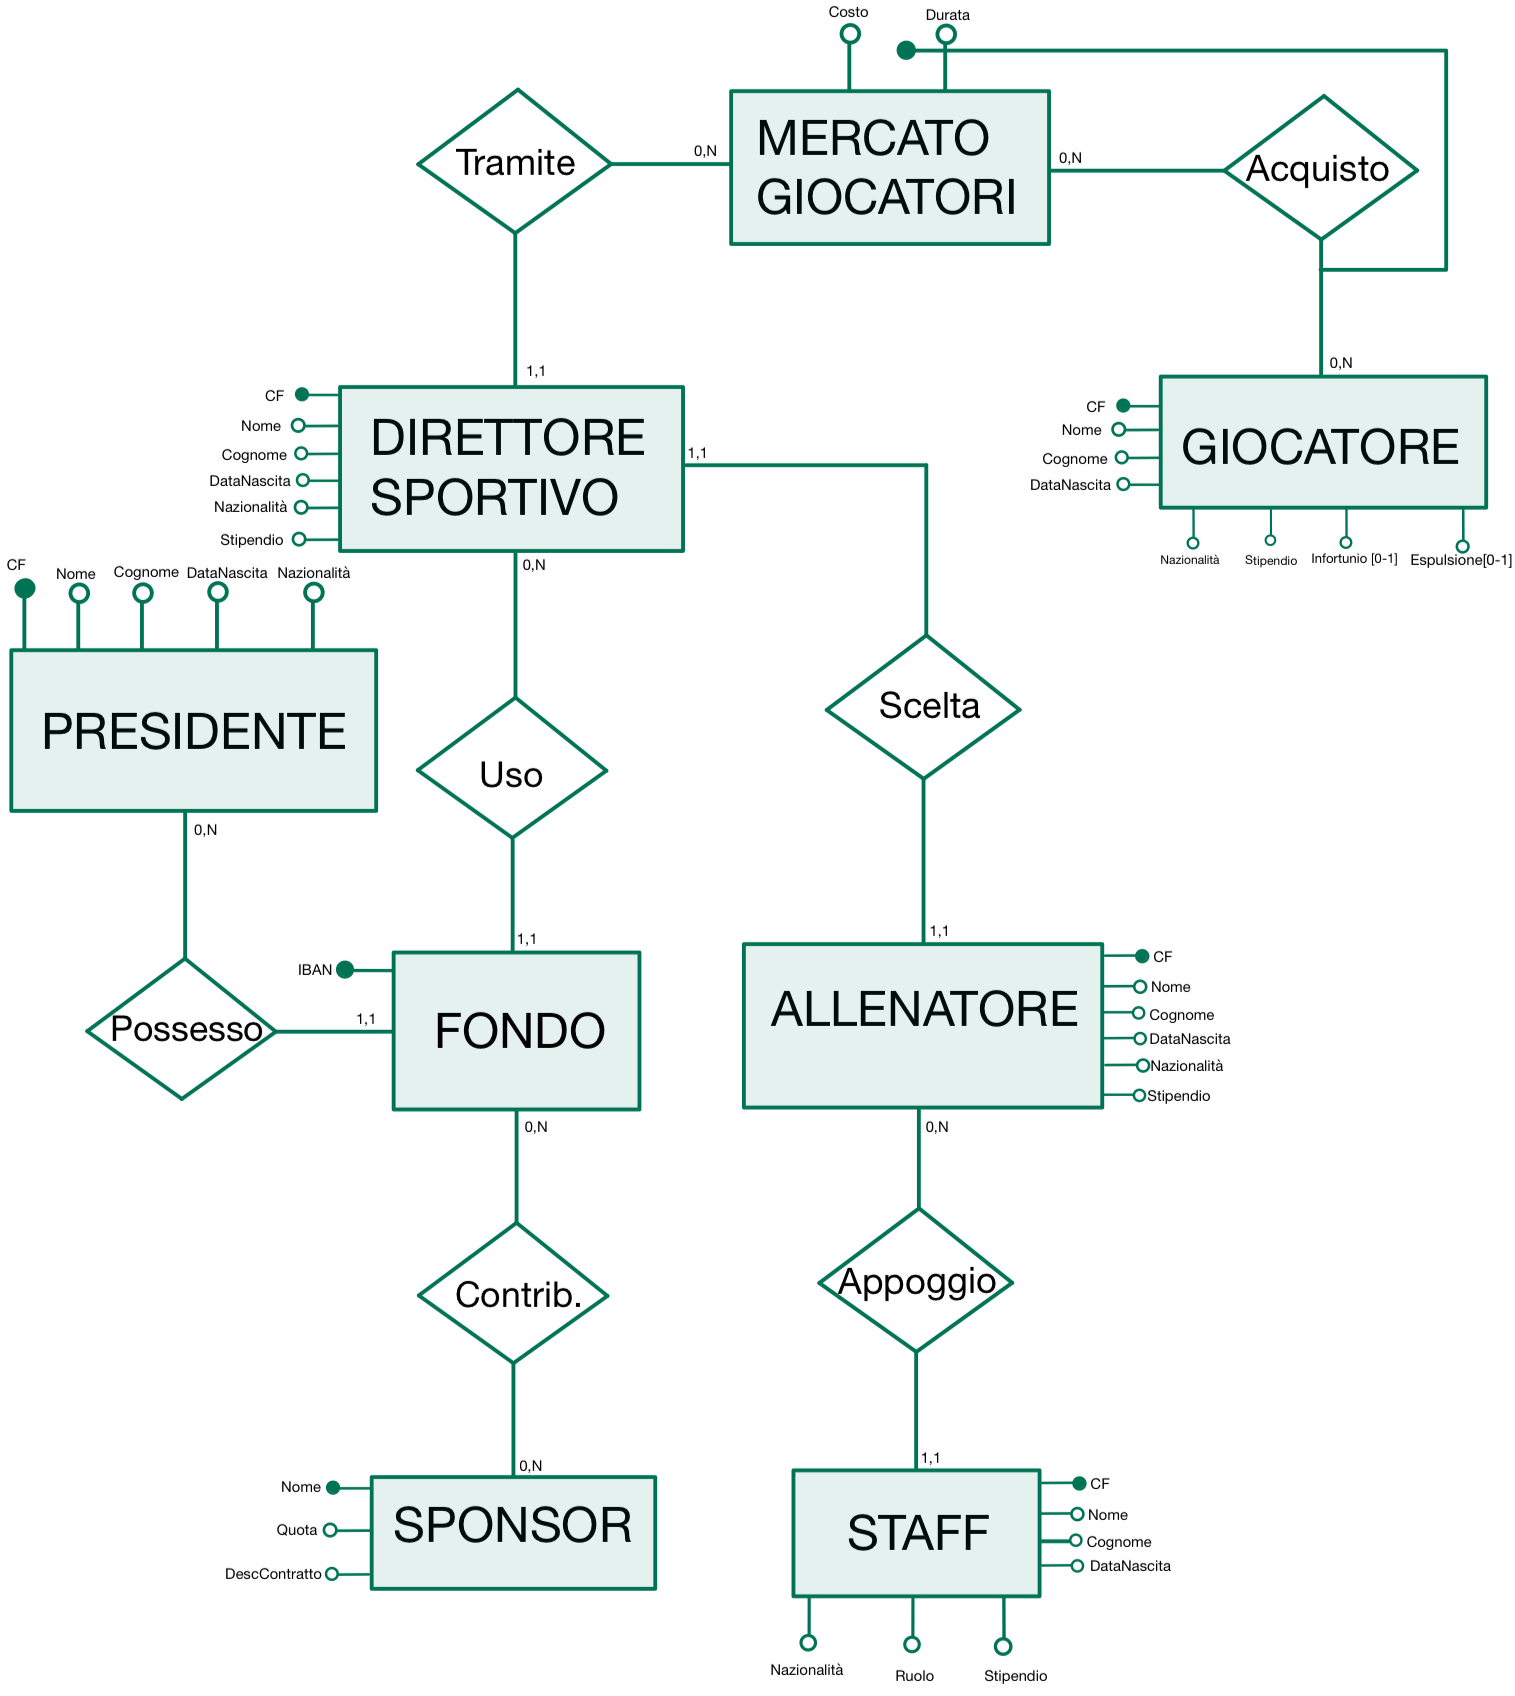 Costo
Durata
Tramite
0,N
MERCATO
GIOCATORI
0,N
Acquisto
1,1
0,N
CF
Nome
Cognome
DataNascita
Nazionalità
Stipendio
DIRETTORE
SPORTIVO
1,1
CF
Nome
Cognome
DataNascita
GIOCATORE
Nazionalità
Stipendio
Infortunio [0-1]
Espulsione[0-1]
0,N
CF
Nome
Cognome
DataNascita
Nazionalità
PRESIDENTE
Uso
Scelta
0,N
1,1
1,1
IBAN
Possesso
1,1
FONDO
ALLENATORE
CF
Nome
Cognome
DataNascita
Nazionalità
Stipendio
0,N
0,N
Contrib.
Appoggio
0,N
1,1
Nome
Quota
DescContratto
SPONSOR
STAFF
CF
Nome
Cognome
DataNascita
Nazionalità
Ruolo
Stipendio